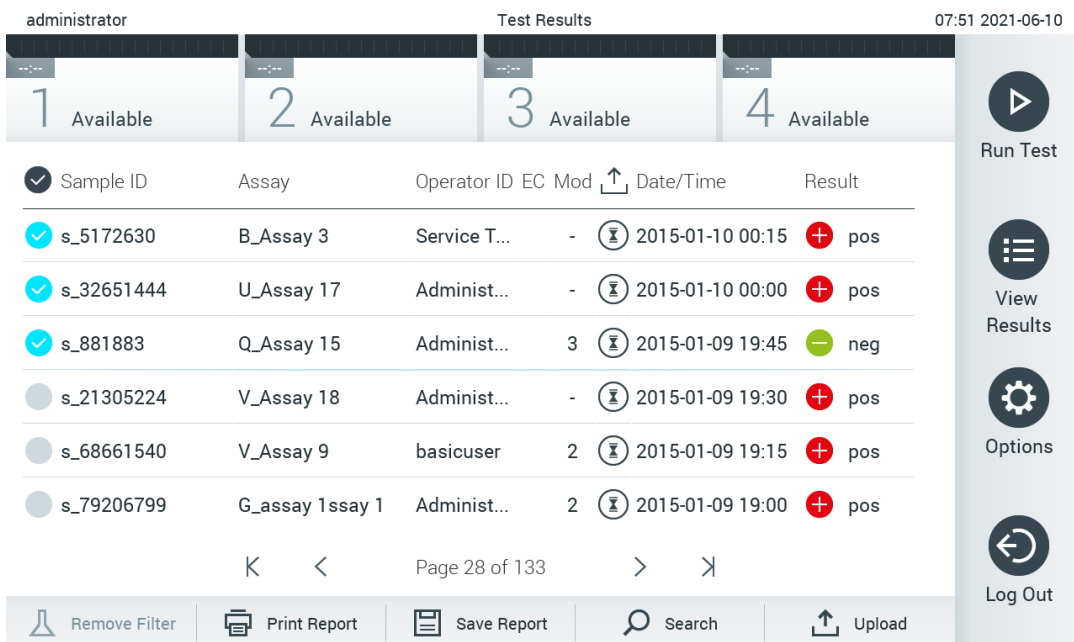 administrator Test Results 07:51 2021-06-10
--:-- --:-- --:-- --:--
1 Available 2 Available 3 Available 4 Available
Run Test
Sample ID Assay Operator ID EC Mod Date/Time Result
s_5172630 B_Assay 3 Service T... - 2015-01-10 00:15 pos
s_32651444 U_Assay 17 Administ... - 2015-01-10 00:00 pos
View
Results
s_881883 Q_Assay 15 Administ... 3 2015-01-09 19:45 neg
s_21305224 V_Assay 18 Administ... - 2015-01-09 19:30 pos
s_68661540 V_Assay 9 basicuser 2 2015-01-09 19:15 pos
Options
s_79206799 G_assay 1ssay 1 Administ... 2 2015-01-09 19:00 pos
Page 28 of 133
Log Out
Remove Filter Print Report Save Report Search Upload